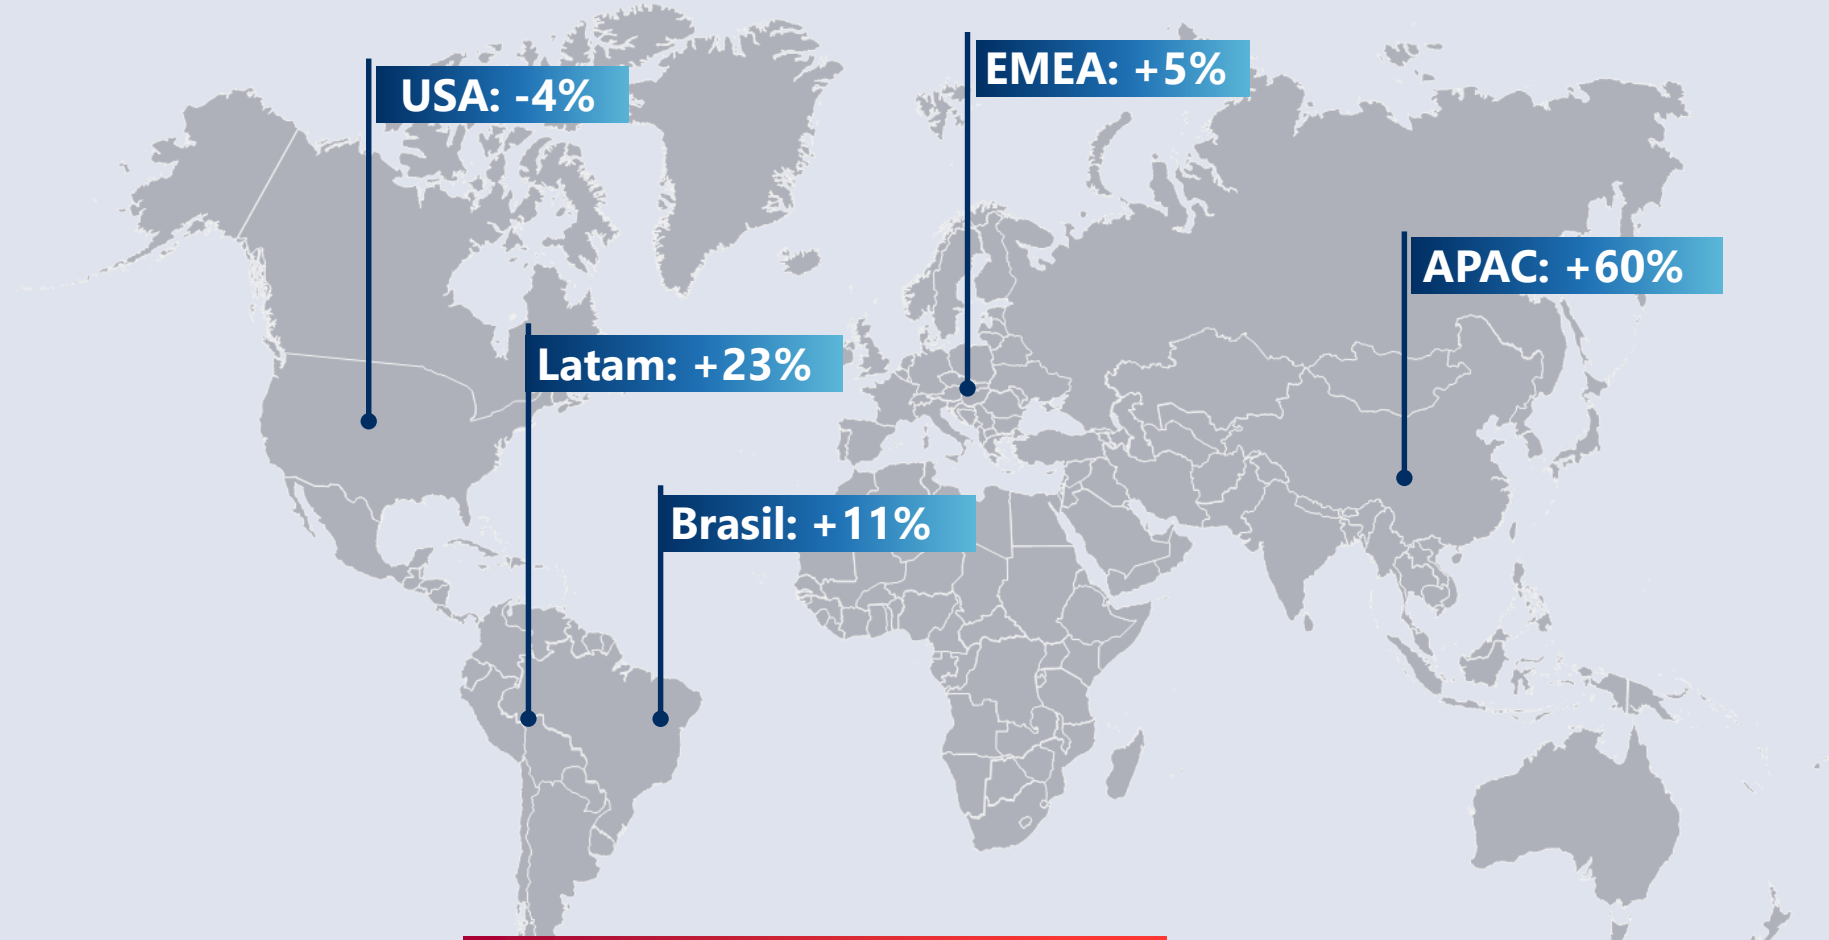 USA: -4%
EMEA: +5%
APAC: +60%
Latam: +23%
Brasil: +11%